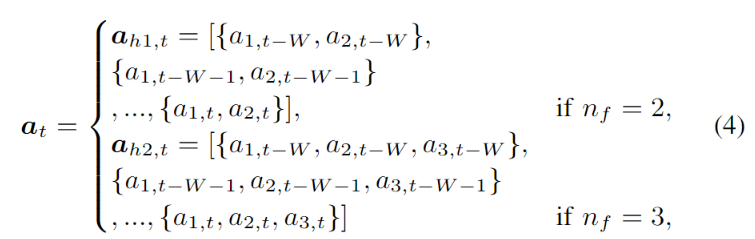 a_{h1,t} = [{a_{1,t−W}, a_{2,t−W}},
{a_{1,t−W−1}, a_{2,t−W−1}}
, ..., {a_{1,t}, a_{2,t}}], if n_f = 2,
a_t = { (4)
a_{h2,t} = [{a_{1,t−W}, a_{2,t−W}, a_{3,t−W}},
{a_{1,t−W−1}, a_{2,t−W−1}, a_{3,t−W−1}}
, ..., {a_{1,t}, a_{2,t}, a_{3,t}}] if n_f = 3,